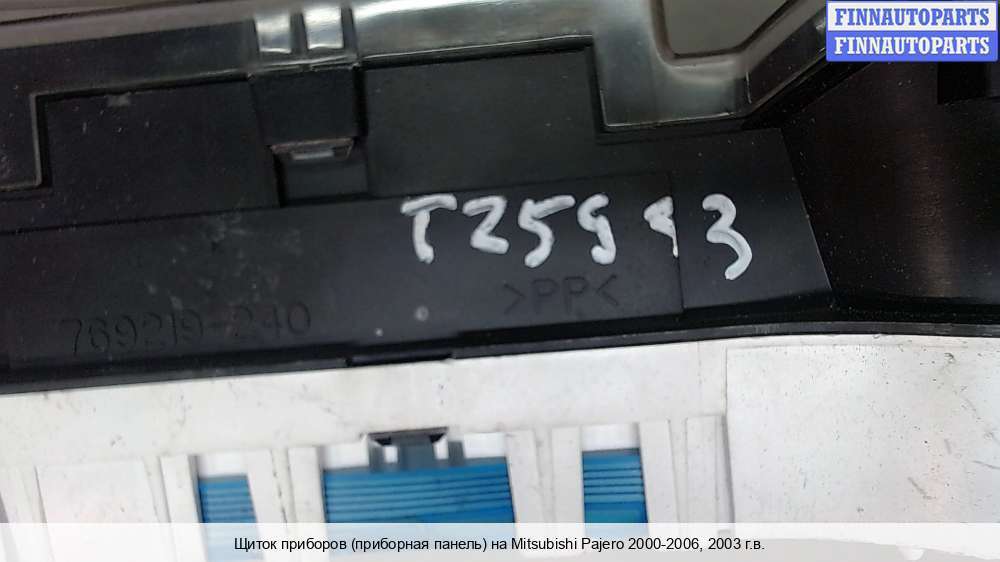 FINNAUTOPARTS
FINNAUTOPARTS
T25913
>PP<
769219-240
Щиток приборов (приборная панель) на Mitsubishi Pajero 2000-2006, 2003 г.в.